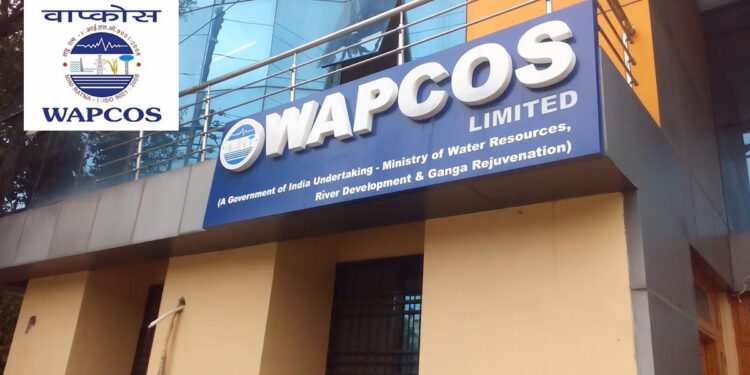 वाप्कोस
WAPCOS
WAPCOS
LIMITED
(A Government of India Undertaking - Ministry of Water Resources,
River Development & Ganga Rejuvenation)